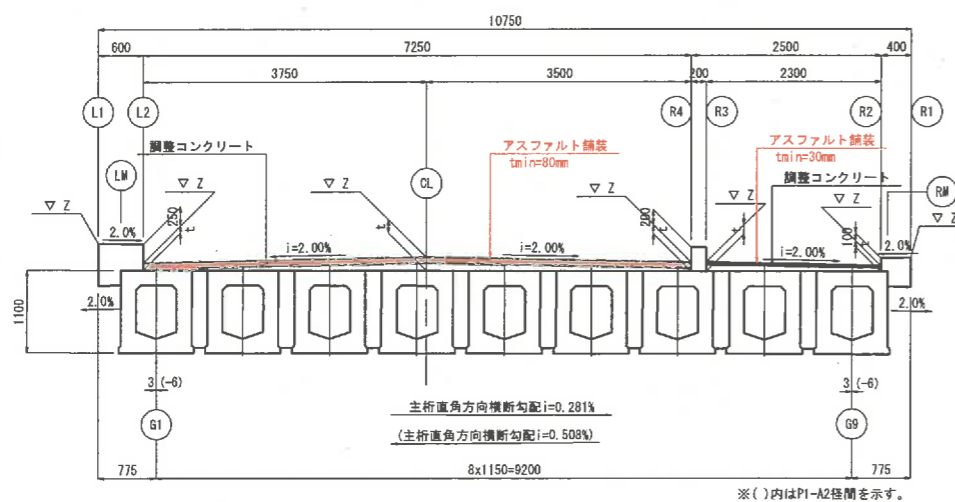 10750
600
7250
2500
400
3750
3500
200
2300
L1
L2
R4
R3
R2
R1
調整コンクリート
アスファルト舗装
tmin=80mm
アスファルト舗装
tmin=30mm
調整コンクリート
LM
CL
RM
▽ Z
▽ Z
▽ Z
▽ Z
▽ Z
▽ Z
▽ Z
250
t
t
200
t
t
100
t
2.0%
i=2.00%
i=2.00%
i=2.00%
2.0%
1100
2.0%
2.0%
3 (-6)
3 (-6)
G1
G9
主桁直角方向横断勾配i=0.281%
(主桁直角方向横断勾配i=0.508%)
775
8x1150=9200
775
※( )内はP1-A2径間を示す。